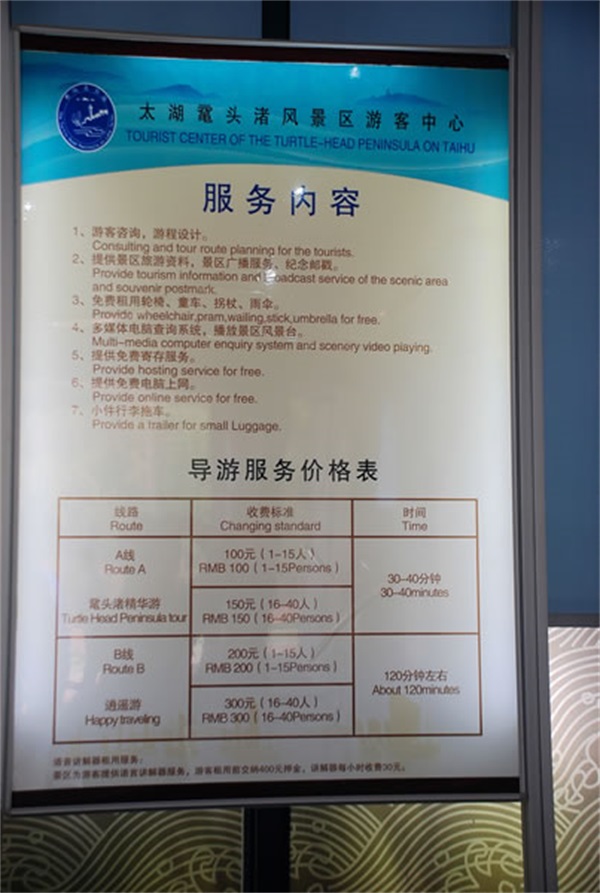 太湖鼋头渚风景区游客中心
TOURIST CENTER OF THE TURTLE-HEAD PENINSULA ON TAIHU
服务内容
1、游客咨询，游程设计。
Consulting and tour route planning for the tourists.
2、提供景区旅游资料，景区广播服务、纪念邮戳。
Provide tourism information and broadcast service of the scenic area
and souvenir postmark.
3、免费租用轮椅、童车、拐杖、雨伞。
Provide wheelchair,pram,wailing,stick,umbrella for free.
4、多媒体电脑查询系统，播放景区风景台。
Multi-media computer enquiry system and scenery video playing.
5、提供免费寄存服务。
Provide hosting service for free.
6、提供免费电脑上网。
Provide online service for free.
7、小件行李拖车。
Provide a trailer for small Luggage.
导游服务价格表
线路 收费标准 时间
Route Changing standard Time
A线 100元（1-15人）
Route A RMB 100（1-15Persons）
30-40分钟
30-40minutes
鼋头渚精华游 150元（16-40人）
Turtle Head Peninsula tour RMB 150（16-40Persons）
B线 200元（1-15人）
Route B RMB 200（1-15Persons）
120分钟左右
About 120minutes
逍遥游 300元（16-40人）
Happy traveling RMB 300（16-40Persons）
语言讲解器租用服务：
景区为游客提供语言讲解器服务，游客租用前交纳400元押金，讲解器每小时收费30元。